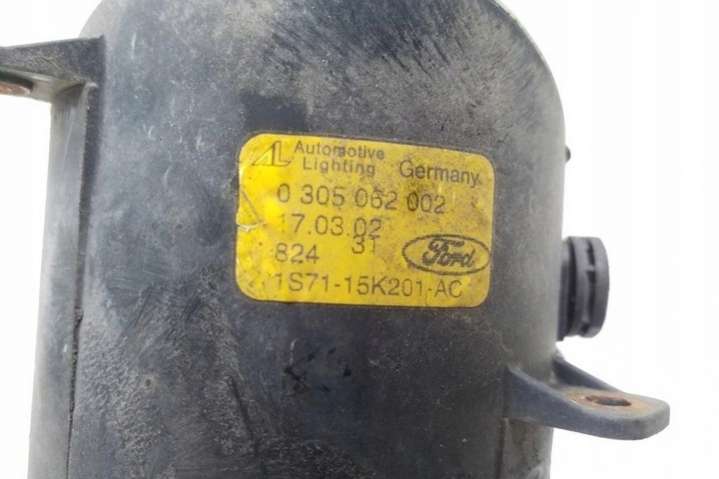 AL Automotive Lighting Germany
0 305 062 002
17.03.02
824 31 Ford
1S71-15K201-AC